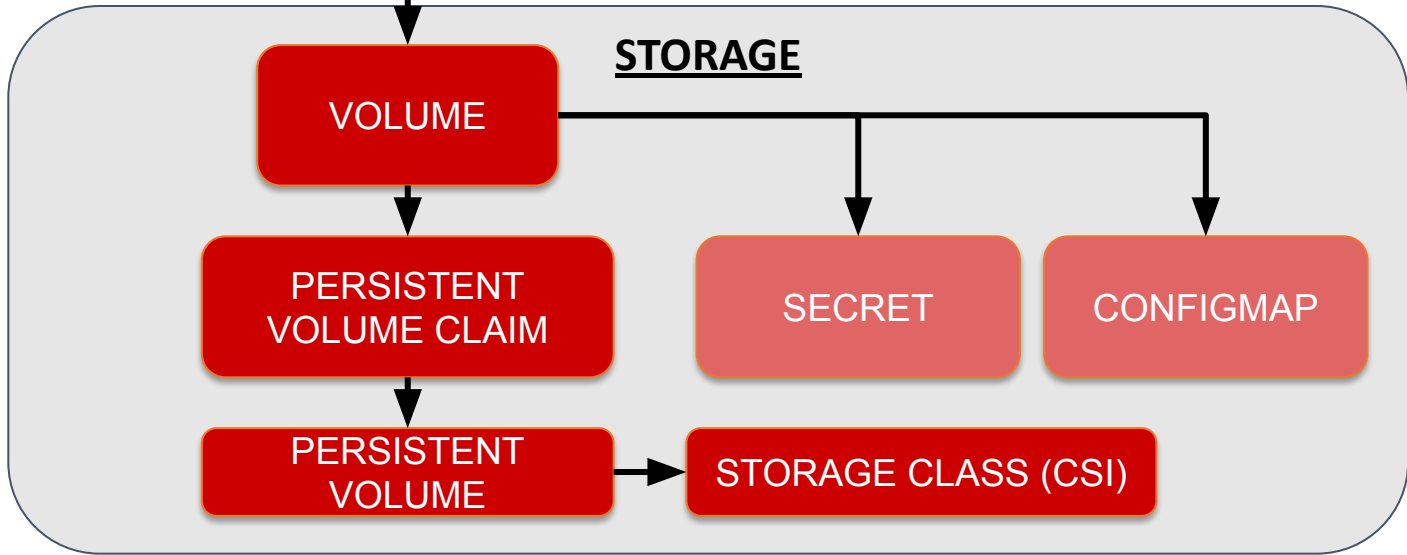 STORAGE
VOLUME
PERSISTENT
VOLUME CLAIM
SECRET
CONFIGMAP
PERSISTENT
VOLUME
STORAGE CLASS (CSI)